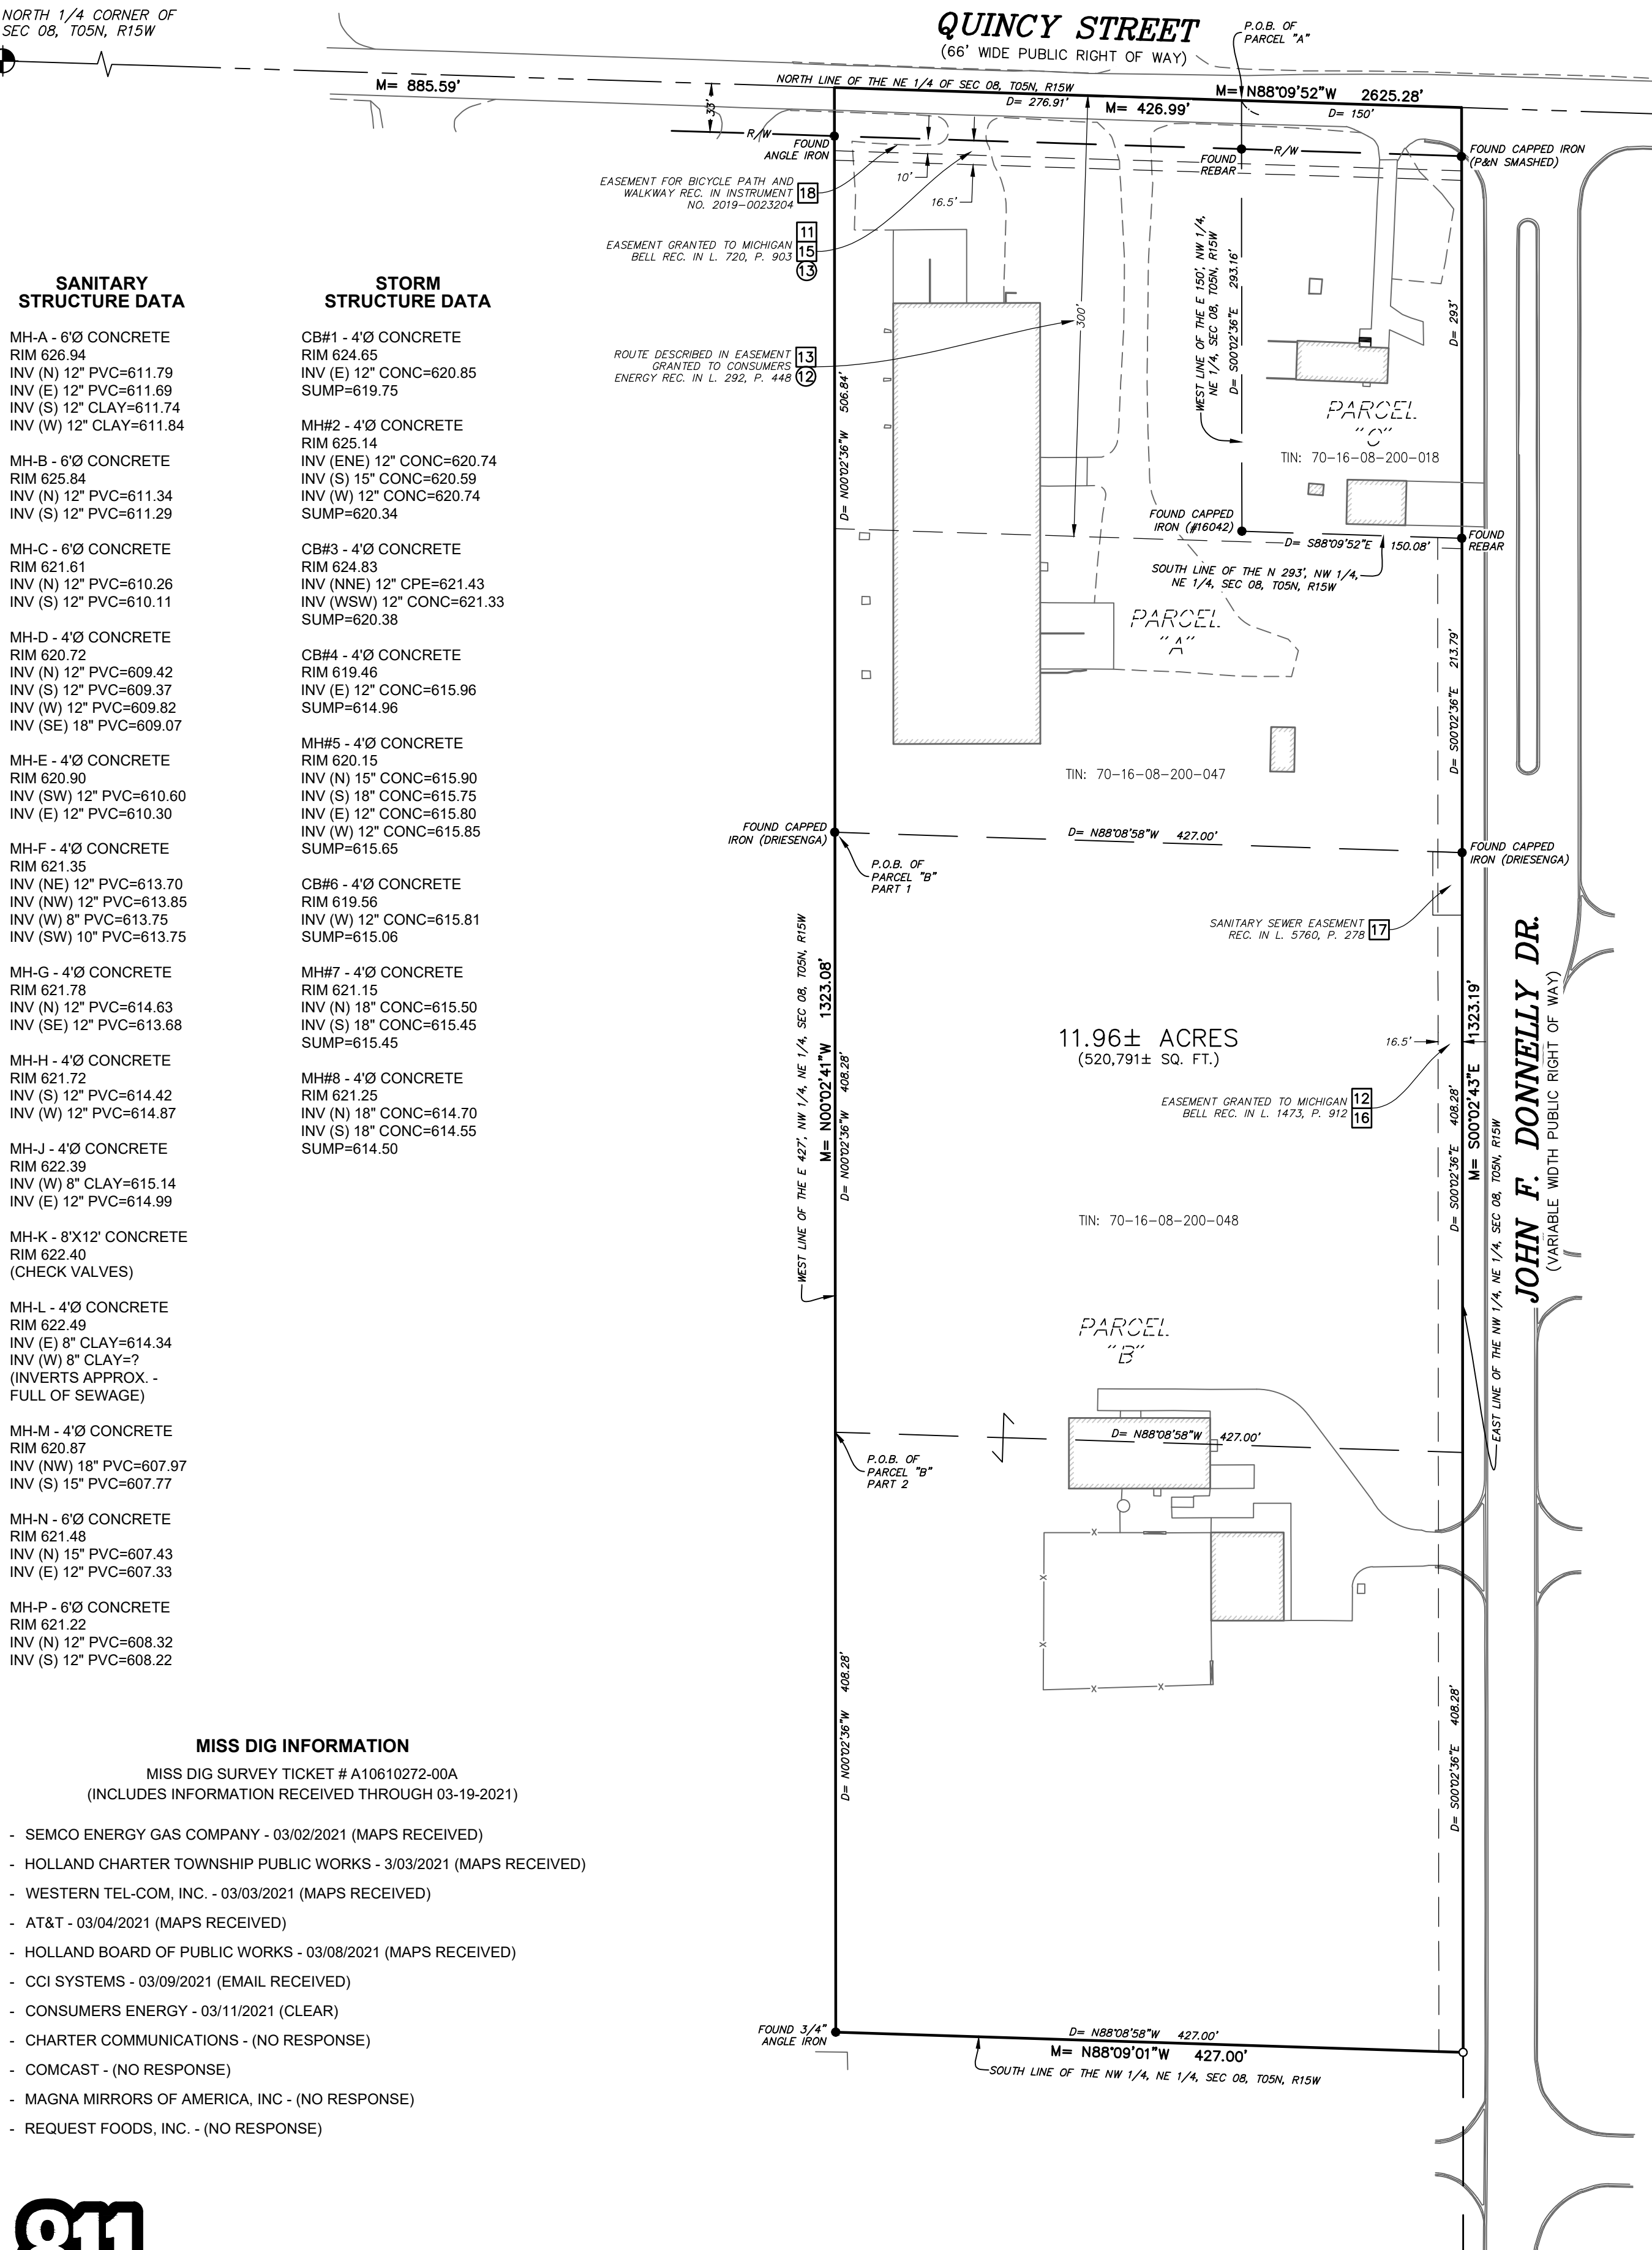 NORTH 1/4 CORNER OF
SEC 08, T05N, R15W
QUINCY STREET
(66' WIDE PUBLIC RIGHT OF WAY)
P.O.B. OF
PARCEL "A"
M= 885.59'
33'
NORTH LINE OF THE NE 1/4 OF SEC 08, T05N, R15W
D= 276.91'
M= 426.99'
M= N88°09'52"W 2625.28'
D= 150'
R/W
FOUND
ANGLE IRON
FOUND
REBAR
R/W
FOUND CAPPED IRON
(P&N SMASHED)
10'
16.5'
EASEMENT FOR BICYCLE PATH AND
WALKWAY REC. IN INSTRUMENT
NO. 2019-0023204
18
EASEMENT GRANTED TO MICHIGAN
BELL REC. IN L. 720, P. 903
11
15
13
ROUTE DESCRIBED IN EASEMENT
GRANTED TO CONSUMERS
ENERGY REC. IN L. 292, P. 448
13
12
300'
D= N00°02'36"W 506.84'
WEST LINE OF THE E 150', NW 1/4,
NE 1/4, SEC 08, T05N, R15W
D= S00°02'36"E 293.16'
D= 293'
PARCEL
"C"
TIN: 70-16-08-200-018
FOUND CAPPED
IRON (#16042)
D= S88°09'52"E 150.08'
FOUND
REBAR
SOUTH LINE OF THE N 293', NW 1/4,
NE 1/4, SEC 08, T05N, R15W
PARCEL
"A"
D= S00°02'36"E 213.79'
TIN: 70-16-08-200-047
FOUND CAPPED
IRON (DRIESENGA)
D= N88°08'58"W 427.00'
FOUND CAPPED
IRON (DRIESENGA)
P.O.B. OF
PARCEL "B"
PART 1
SANITARY SEWER EASEMENT
REC. IN L. 5760, P. 278
17
WEST LINE OF THE E 427', NW 1/4, NE 1/4, SEC 08, T05N, R15W
M= N00°02'41"W 1323.08'
D= N00°02'36"W 408.28'
11.96± ACRES
(520,791± SQ. FT.)
16.5'
EASEMENT GRANTED TO MICHIGAN
BELL REC. IN L. 1473, P. 912
12
16
D= S00°02'36"E 408.28'
M= S00°02'43"E 1323.19'
EAST LINE OF THE NW 1/4, NE 1/4, SEC 08, T05N, R15W
JOHN F. DONNELLY DR.
(VARIABLE WIDTH PUBLIC RIGHT OF WAY)
TIN: 70-16-08-200-048
PARCEL
"B"
D= N88°08'58"W 427.00'
P.O.B. OF
PARCEL "B"
PART 2
X
X
X
X
X
D= N00°02'36"W 408.28'
D= S00°02'36"E 408.28'
FOUND 3/4"
ANGLE IRON
D= N88°08'58"W 427.00'
M= N88°09'01"W 427.00'
SOUTH LINE OF THE NW 1/4, NE 1/4, SEC 08, T05N, R15W
SANITARY
STRUCTURE DATA
MH-A - 6'Ø CONCRETE
RIM 626.94
INV (N) 12" PVC=611.79
INV (E) 12" PVC=611.69
INV (S) 12" CLAY=611.74
INV (W) 12" CLAY=611.84
MH-B - 6'Ø CONCRETE
RIM 625.84
INV (N) 12" PVC=611.34
INV (S) 12" PVC=611.29
MH-C - 6'Ø CONCRETE
RIM 621.61
INV (N) 12" PVC=610.26
INV (S) 12" PVC=610.11
MH-D - 4'Ø CONCRETE
RIM 620.72
INV (N) 12" PVC=609.42
INV (S) 12" PVC=609.37
INV (W) 12" PVC=609.82
INV (SE) 18" PVC=609.07
MH-E - 4'Ø CONCRETE
RIM 620.90
INV (SW) 12" PVC=610.60
INV (E) 12" PVC=610.30
MH-F - 4'Ø CONCRETE
RIM 621.35
INV (NE) 12" PVC=613.70
INV (NW) 12" PVC=613.85
INV (W) 8" PVC=613.75
INV (SW) 10" PVC=613.75
MH-G - 4'Ø CONCRETE
RIM 621.78
INV (N) 12" PVC=614.63
INV (SE) 12" PVC=613.68
MH-H - 4'Ø CONCRETE
RIM 621.72
INV (S) 12" PVC=614.42
INV (W) 12" PVC=614.87
MH-J - 4'Ø CONCRETE
RIM 622.39
INV (W) 8" CLAY=615.14
INV (E) 12" PVC=614.99
MH-K - 8'X12' CONCRETE
RIM 622.40
(CHECK VALVES)
MH-L - 4'Ø CONCRETE
RIM 622.49
INV (E) 8" CLAY=614.34
INV (W) 8" CLAY=?
(INVERTS APPROX. -
FULL OF SEWAGE)
MH-M - 4'Ø CONCRETE
RIM 620.87
INV (NW) 18" PVC=607.97
INV (S) 15" PVC=607.77
MH-N - 6'Ø CONCRETE
RIM 621.48
INV (N) 15" PVC=607.43
INV (E) 12" PVC=607.33
MH-P - 6'Ø CONCRETE
RIM 621.22
INV (N) 12" PVC=608.32
INV (S) 12" PVC=608.22
STORM
STRUCTURE DATA
CB#1 - 4'Ø CONCRETE
RIM 624.65
INV (E) 12" CONC=620.85
SUMP=619.75
MH#2 - 4'Ø CONCRETE
RIM 625.14
INV (ENE) 12" CONC=620.74
INV (S) 15" CONC=620.59
INV (W) 12" CONC=620.74
SUMP=620.34
CB#3 - 4'Ø CONCRETE
RIM 624.83
INV (NNE) 12" CPE=621.43
INV (WSW) 12" CONC=621.33
SUMP=620.38
CB#4 - 4'Ø CONCRETE
RIM 619.46
INV (E) 12" CONC=615.96
SUMP=614.96
MH#5 - 4'Ø CONCRETE
RIM 620.15
INV (N) 15" CONC=615.90
INV (S) 18" CONC=615.75
INV (E) 12" CONC=615.80
INV (W) 12" CONC=615.85
SUMP=615.65
CB#6 - 4'Ø CONCRETE
RIM 619.56
INV (W) 12" CONC=615.81
SUMP=615.06
MH#7 - 4'Ø CONCRETE
RIM 621.15
INV (N) 18" CONC=615.50
INV (S) 18" CONC=615.45
SUMP=615.45
MH#8 - 4'Ø CONCRETE
RIM 621.25
INV (N) 18" CONC=614.70
INV (S) 18" CONC=614.55
SUMP=614.50
MISS DIG INFORMATION
MISS DIG SURVEY TICKET # A10610272-00A
(INCLUDES INFORMATION RECEIVED THROUGH 03-19-2021)
- SEMCO ENERGY GAS COMPANY - 03/02/2021 (MAPS RECEIVED)
- HOLLAND CHARTER TOWNSHIP PUBLIC WORKS - 3/03/2021 (MAPS RECEIVED)
- WESTERN TEL-COM, INC. - 03/03/2021 (MAPS RECEIVED)
- AT&T - 03/04/2021 (MAPS RECEIVED)
- HOLLAND BOARD OF PUBLIC WORKS - 03/08/2021 (MAPS RECEIVED)
- CCI SYSTEMS - 03/09/2021 (EMAIL RECEIVED)
- CONSUMERS ENERGY - 03/11/2021 (CLEAR)
- CHARTER COMMUNICATIONS - (NO RESPONSE)
- COMCAST - (NO RESPONSE)
- MAGNA MIRRORS OF AMERICA, INC - (NO RESPONSE)
- REQUEST FOODS, INC. - (NO RESPONSE)
811